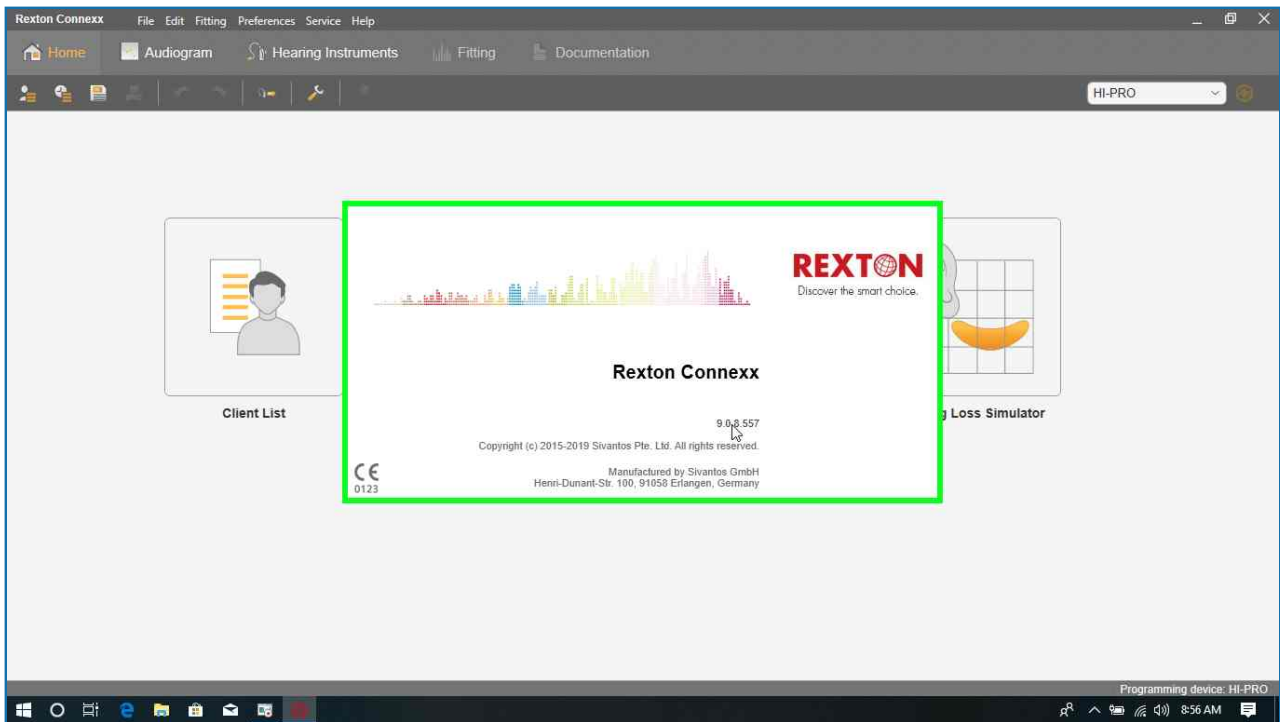 Rexton Connexx File Edit Fitting Preferences Service Help
Home Audiogram Hearing Instruments Fitting Documentation
HI-PRO
REXTON
Discover the smart choice.
Rexton Connexx
Client List
Loss Simulator
9.0.8.557
Copyright (c) 2015-2019 Sivantos Pte. Ltd. All rights reserved.
Manufactured by Sivantos GmbH
Henri-Dunant-Str. 100, 91058 Erlangen, Germany
CE
0123
Programming device: HI-PRO
8:56 AM